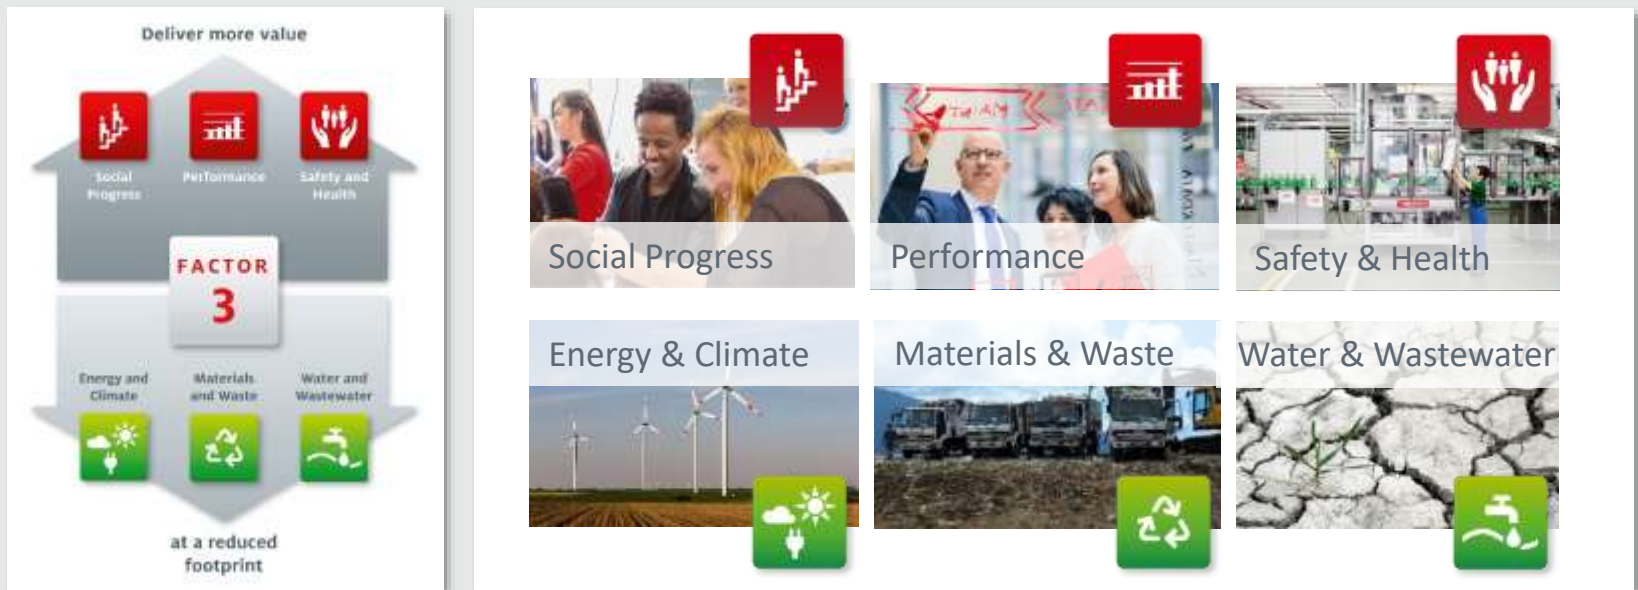 Deliver more value
Social
Progress
Performance
Safety and
Health
FACTOR
3
Energy and
Climate
Materials
and Waste
Water and
Wastewater
at a reduced
footprint
Social Progress
TEAM
Performance
Safety & Health
Energy & Climate
Materials & Waste
Water & Wastewater